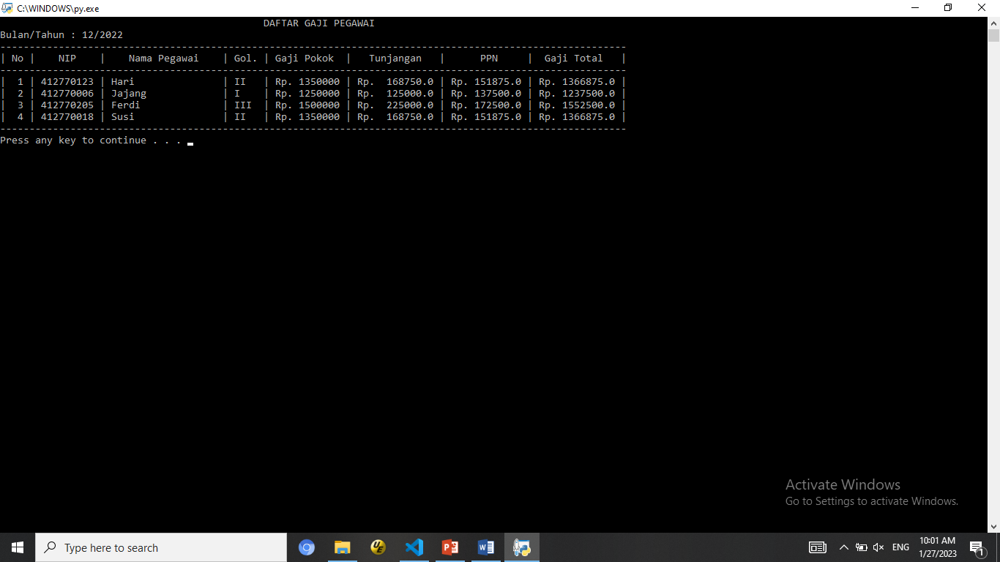 C:\WINDOWS\py.exe
DAFTAR GAJI PEGAWAI
Bulan/Tahun : 12/2022
-----------------------------------------------------------------------------------------------------------
| No |    NIP    |    Nama Pegawai    | Gol. | Gaji Pokok  |   Tunjangan   |      PPN     |  Gaji Total   |
-----------------------------------------------------------------------------------------------------------
|  1 | 412770123 | Hari               | II   | Rp. 1350000 | Rp.  168750.0 | Rp. 151875.0 | Rp. 1366875.0 |
|  2 | 412770006 | Jajang             | I    | Rp. 1250000 | Rp.  125000.0 | Rp. 137500.0 | Rp. 1237500.0 |
|  3 | 412770205 | Ferdi              | III  | Rp. 1500000 | Rp.  225000.0 | Rp. 172500.0 | Rp. 1552500.0 |
|  4 | 412770018 | Susi               | II   | Rp. 1350000 | Rp.  168750.0 | Rp. 151875.0 | Rp. 1366875.0 |
-----------------------------------------------------------------------------------------------------------
Press any key to continue . . .
Activate Windows
Go to Settings to activate Windows.
Type here to search
ENG
10:01 AM
1/27/2023
1